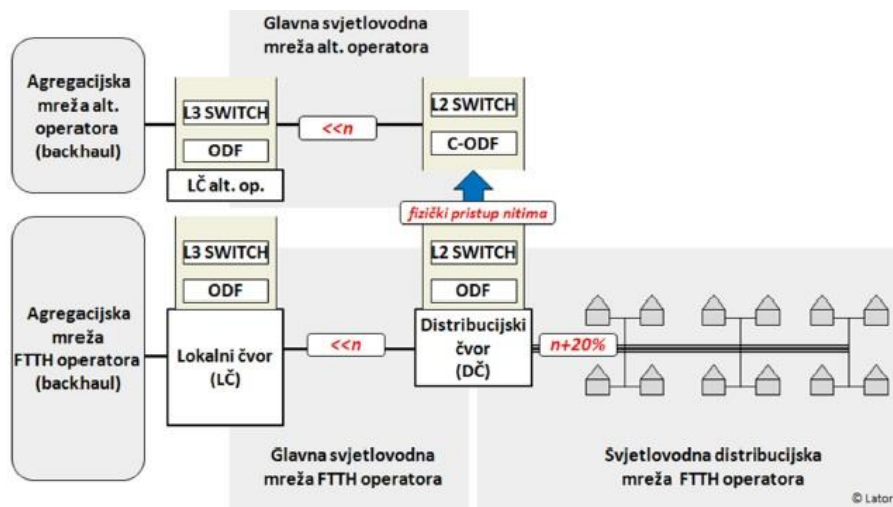 Glavna svjetlovodna
mreža alt. operatora
Agregacijska
mreža alt.
operatora
(backhaul)
L3 SWITCH
ODF
LČ alt. op.
<<n
L2 SWITCH
C-ODF
fizički pristup nitima
Agregacijska
mreža
FTTH operatora
(backhaul)
L3 SWITCH
ODF
Lokalni čvor
(LČ)
<<n
L2 SWITCH
ODF
Distribucijski
čvor
(DČ)
n+20%
Glavna svjetlovodna
mreža FTTH operatora
Svjetlovodna distribucijska
mreža FTTH operatora
© Lator